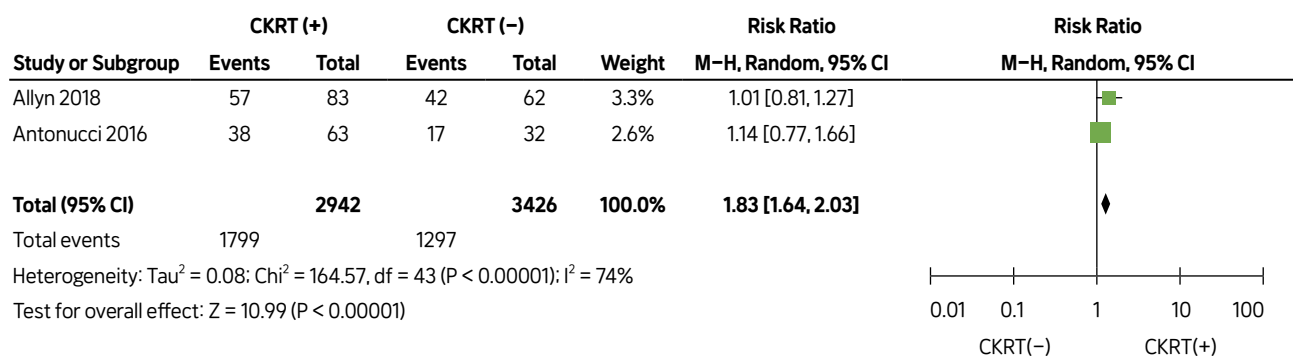 CKRT (+) CKRT (−) Risk Ratio Risk Ratio
Study or Subgroup Events Total Events Total Weight M−H, Random, 95% CI M−H, Random, 95% CI
Allyn 2018 57 83 42 62 3.3% 1.01 [0.81, 1.27]
Antonucci 2016 38 63 17 32 2.6% 1.14 [0.77, 1.66]
Total (95% CI) 2942 3426 100.0% 1.83 [1.64, 2.03]
Total events 1799 1297
Heterogeneity: Tau² = 0.08; Chi² = 164.57, df = 43 (P < 0.00001); I² = 74%
Test for overall effect: Z = 10.99 (P < 0.00001)
0.01 0.1 1 10 100
CKRT(−) CKRT(+)